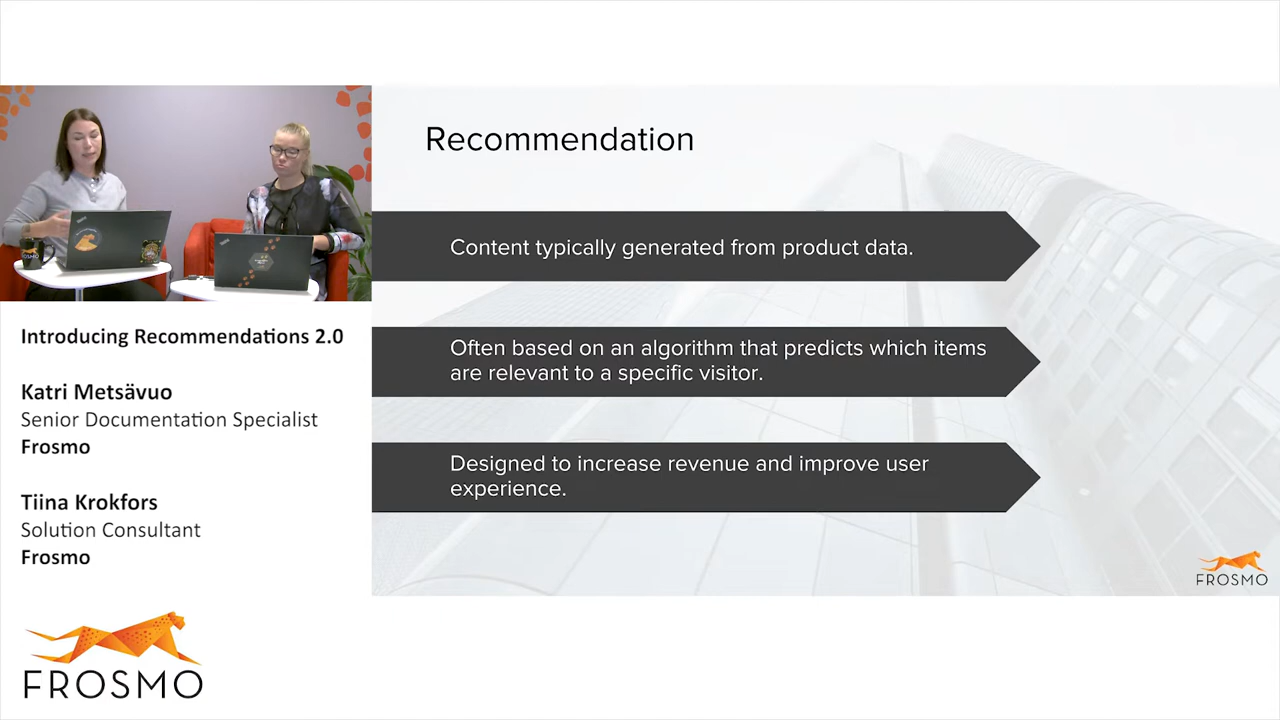 Recommendation
Content typically generated from product data.
Often based on an algorithm that predicts which items
are relevant to a specific visitor.
Designed to increase revenue and improve user
experience.
FROSMO
Introducing Recommendations 2.0
Katri Metsävuo
Senior Documentation Specialist
Frosmo
Tiina Krokfors
Solution Consultant
Frosmo
FROSMO